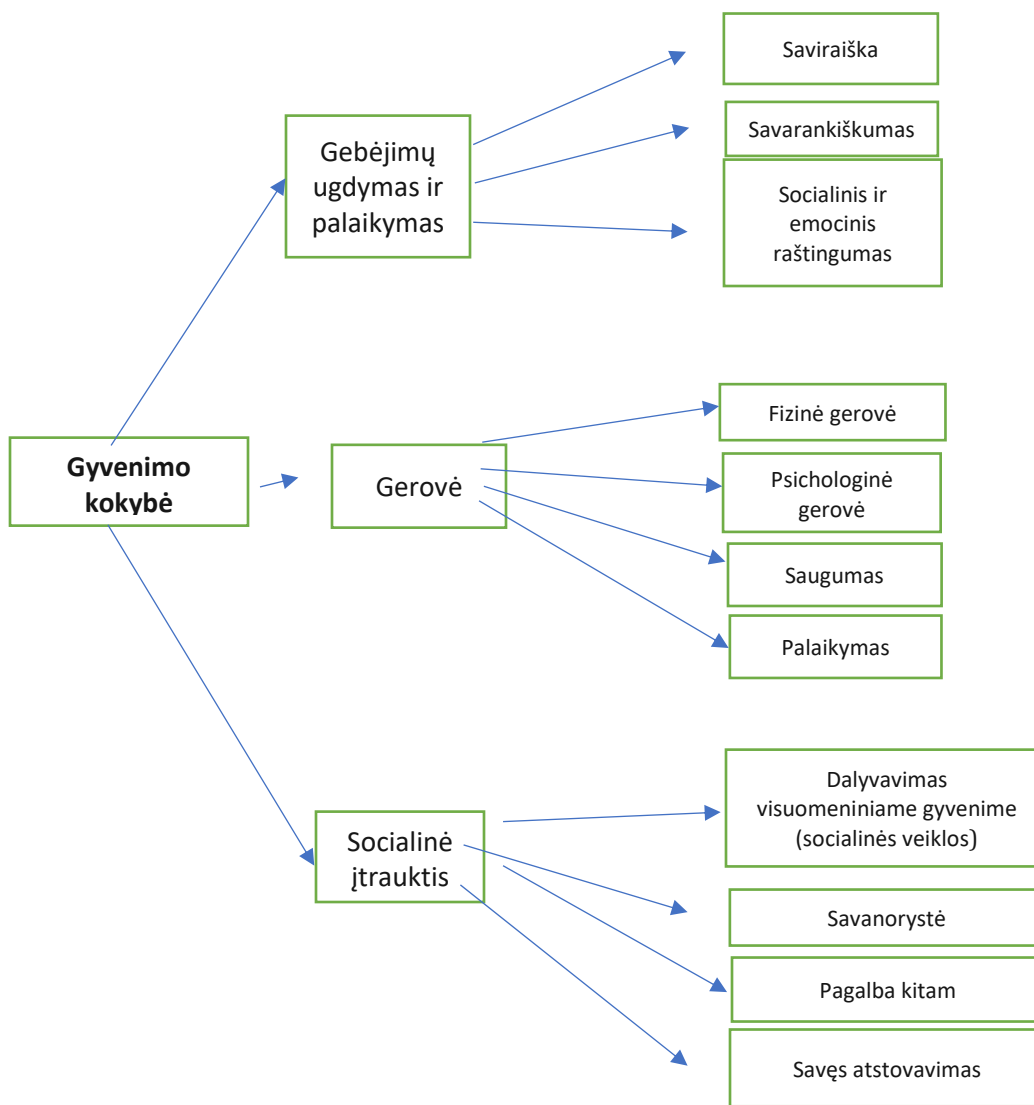 Gyvenimo
kokybė
Gebėjimų
ugdymas ir
palaikymas
Saviraiška
Savarankiškumas
Socialinis ir
emocinis
raštingumas
Gerovė
Fizinė gerovė
Psichologinė
gerovė
Saugumas
Palaikymas
Socialinė
įtrauktis
Dalyvavimas
visuomeniniame gyvenime
(socialinės veiklos)
Savanorystė
Pagalba kitam
Savęs atstovavimas